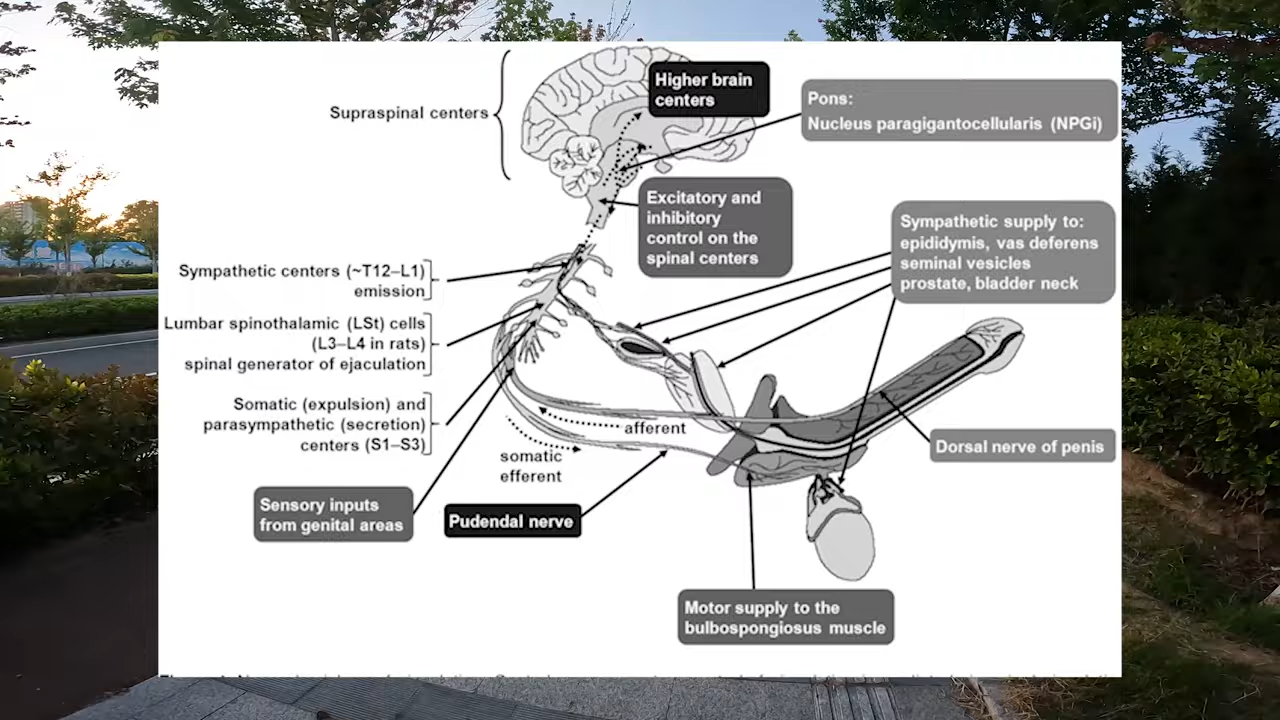 Higher brain
centers
Supraspinal centers
Pons:
Nucleus paragigantocellularis (NPGi)
Excitatory and
inhibitory
control on the
spinal centers
Sympathetic supply to:
epididymis, vas deferens
seminal vesicles
prostate, bladder neck
Sympathetic centers (~T12–L1)
emission
Lumbar spinothalamic (LSt) cells
(L3–L4 in rats)
spinal generator of ejaculation
Somatic (expulsion) and
parasympathetic (secretion)
centers (S1–S3)
afferent
somatic
efferent
Dorsal nerve of penis
Sensory inputs
from genital areas
Pudendal nerve
Motor supply to the
bulbospongiosus muscle